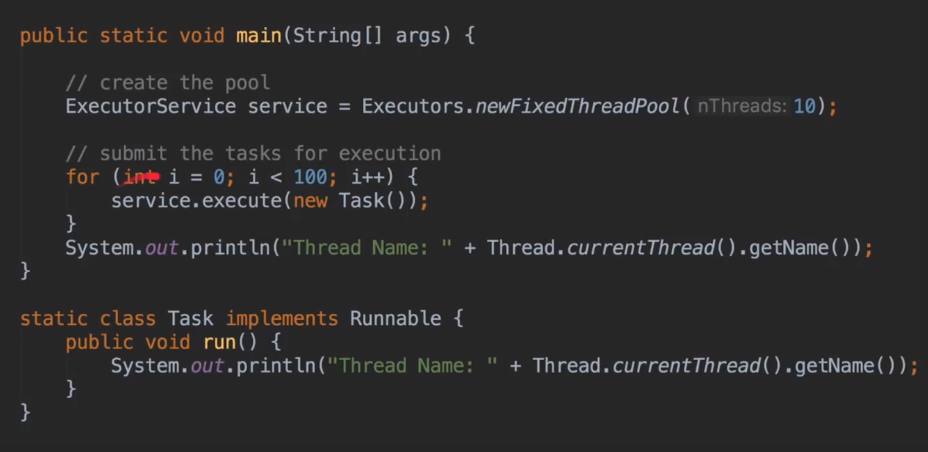 public static void main(String[] args) {
// create the pool
ExecutorService service = Executors.newFixedThreadPool( nThreads: 10);
// submit the tasks for execution
for (int i = 0; i < 100; i++) {
service.execute(new Task());
}
System.out.println("Thread Name: " + Thread.currentThread().getName());
}
static class Task implements Runnable {
public void run() {
System.out.println("Thread Name: " + Thread.currentThread().getName());
}
}